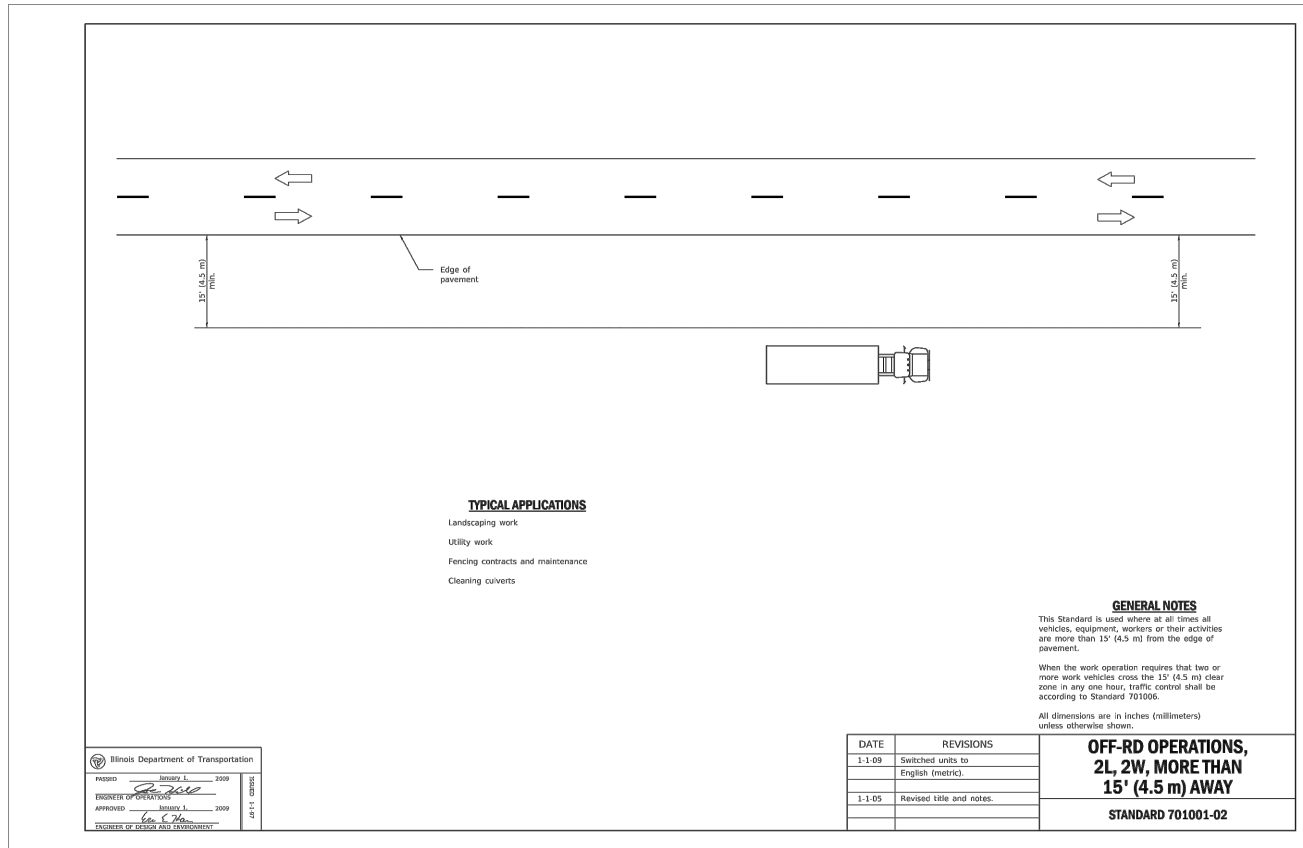 15' (4.5 m)
min.
Edge of
pavement
15' (4.5 m)
min.
TYPICAL APPLICATIONS
Landscaping work
Utility work
Fencing contracts and maintenance
Cleaning culverts
GENERAL NOTES
This Standard is used where at all times all
vehicles, equipment, workers or their activities
are more than 15' (4.5 m) from the edge of
pavement.
When the work operation requires that two or
more work vehicles cross the 15' (4.5 m) clear
zone in any one hour, traffic control shall be
according to Standard 701006.
All dimensions are in inches (millimeters)
unless otherwise shown.
Illinois Department of Transportation
PASSED January 1, 2009
ENGINEER OF OPERATIONS
APPROVED January 1, 2009
ENGINEER OF DESIGN AND ENVIRONMENT
ISSUED 1-1-97
DATE REVISIONS
1-1-09 Switched units to
English (metric).
1-1-05 Revised title and notes.
OFF-RD OPERATIONS,
2L, 2W, MORE THAN
15' (4.5 m) AWAY
STANDARD 701001-02